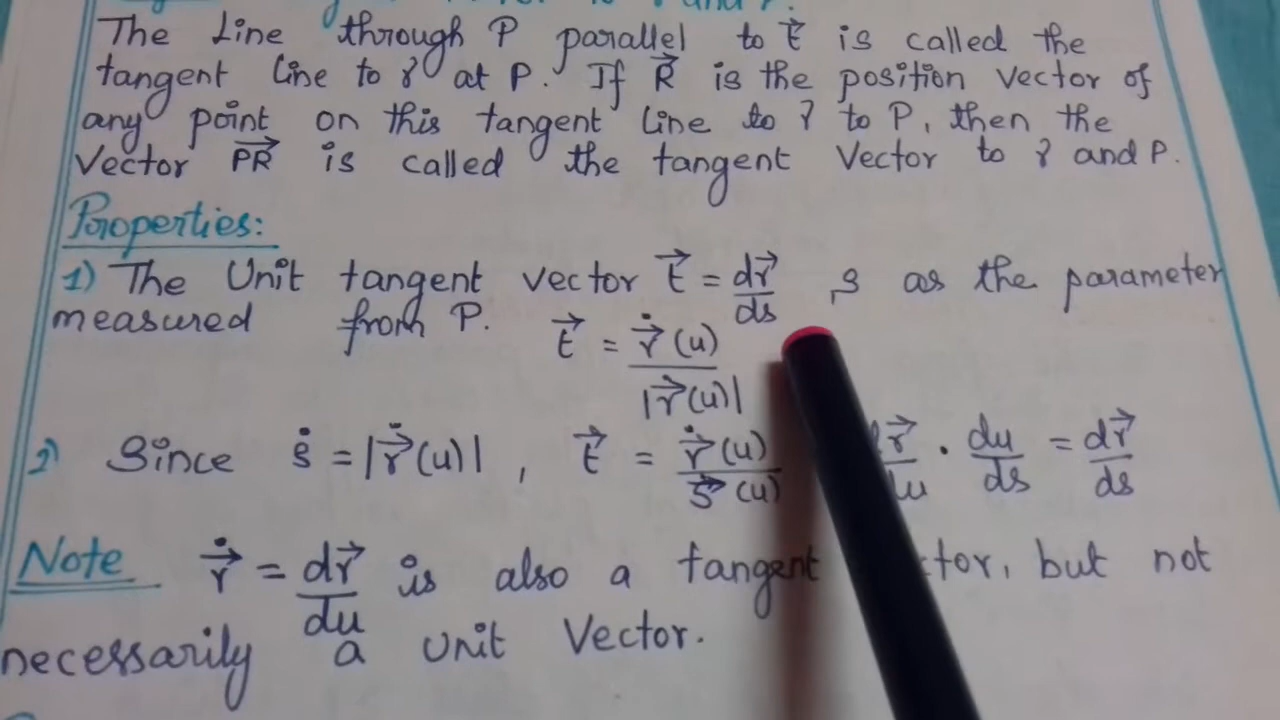 The Line through P parallel to t⃗ is called the
tangent line to γ at P. If R⃗ is the position vector of
any point on this tangent line to γ to P, then the
vector PR⃗ is called the tangent vector to γ and P.
Properties:
1) The Unit tangent vector t⃗ = dr⃗/ds, s as the parameter
measured from P. t⃗ = ṙ⃗(u)/|r⃗(u)|
2) Since ṡ = |ṙ⃗(u)|, t⃗ = ṙ⃗(u)/s⃗(u) · du/ds = dr⃗/ds
Note ṙ⃗ = dr⃗/du is also a tangent but not
necessarily a unit vector.